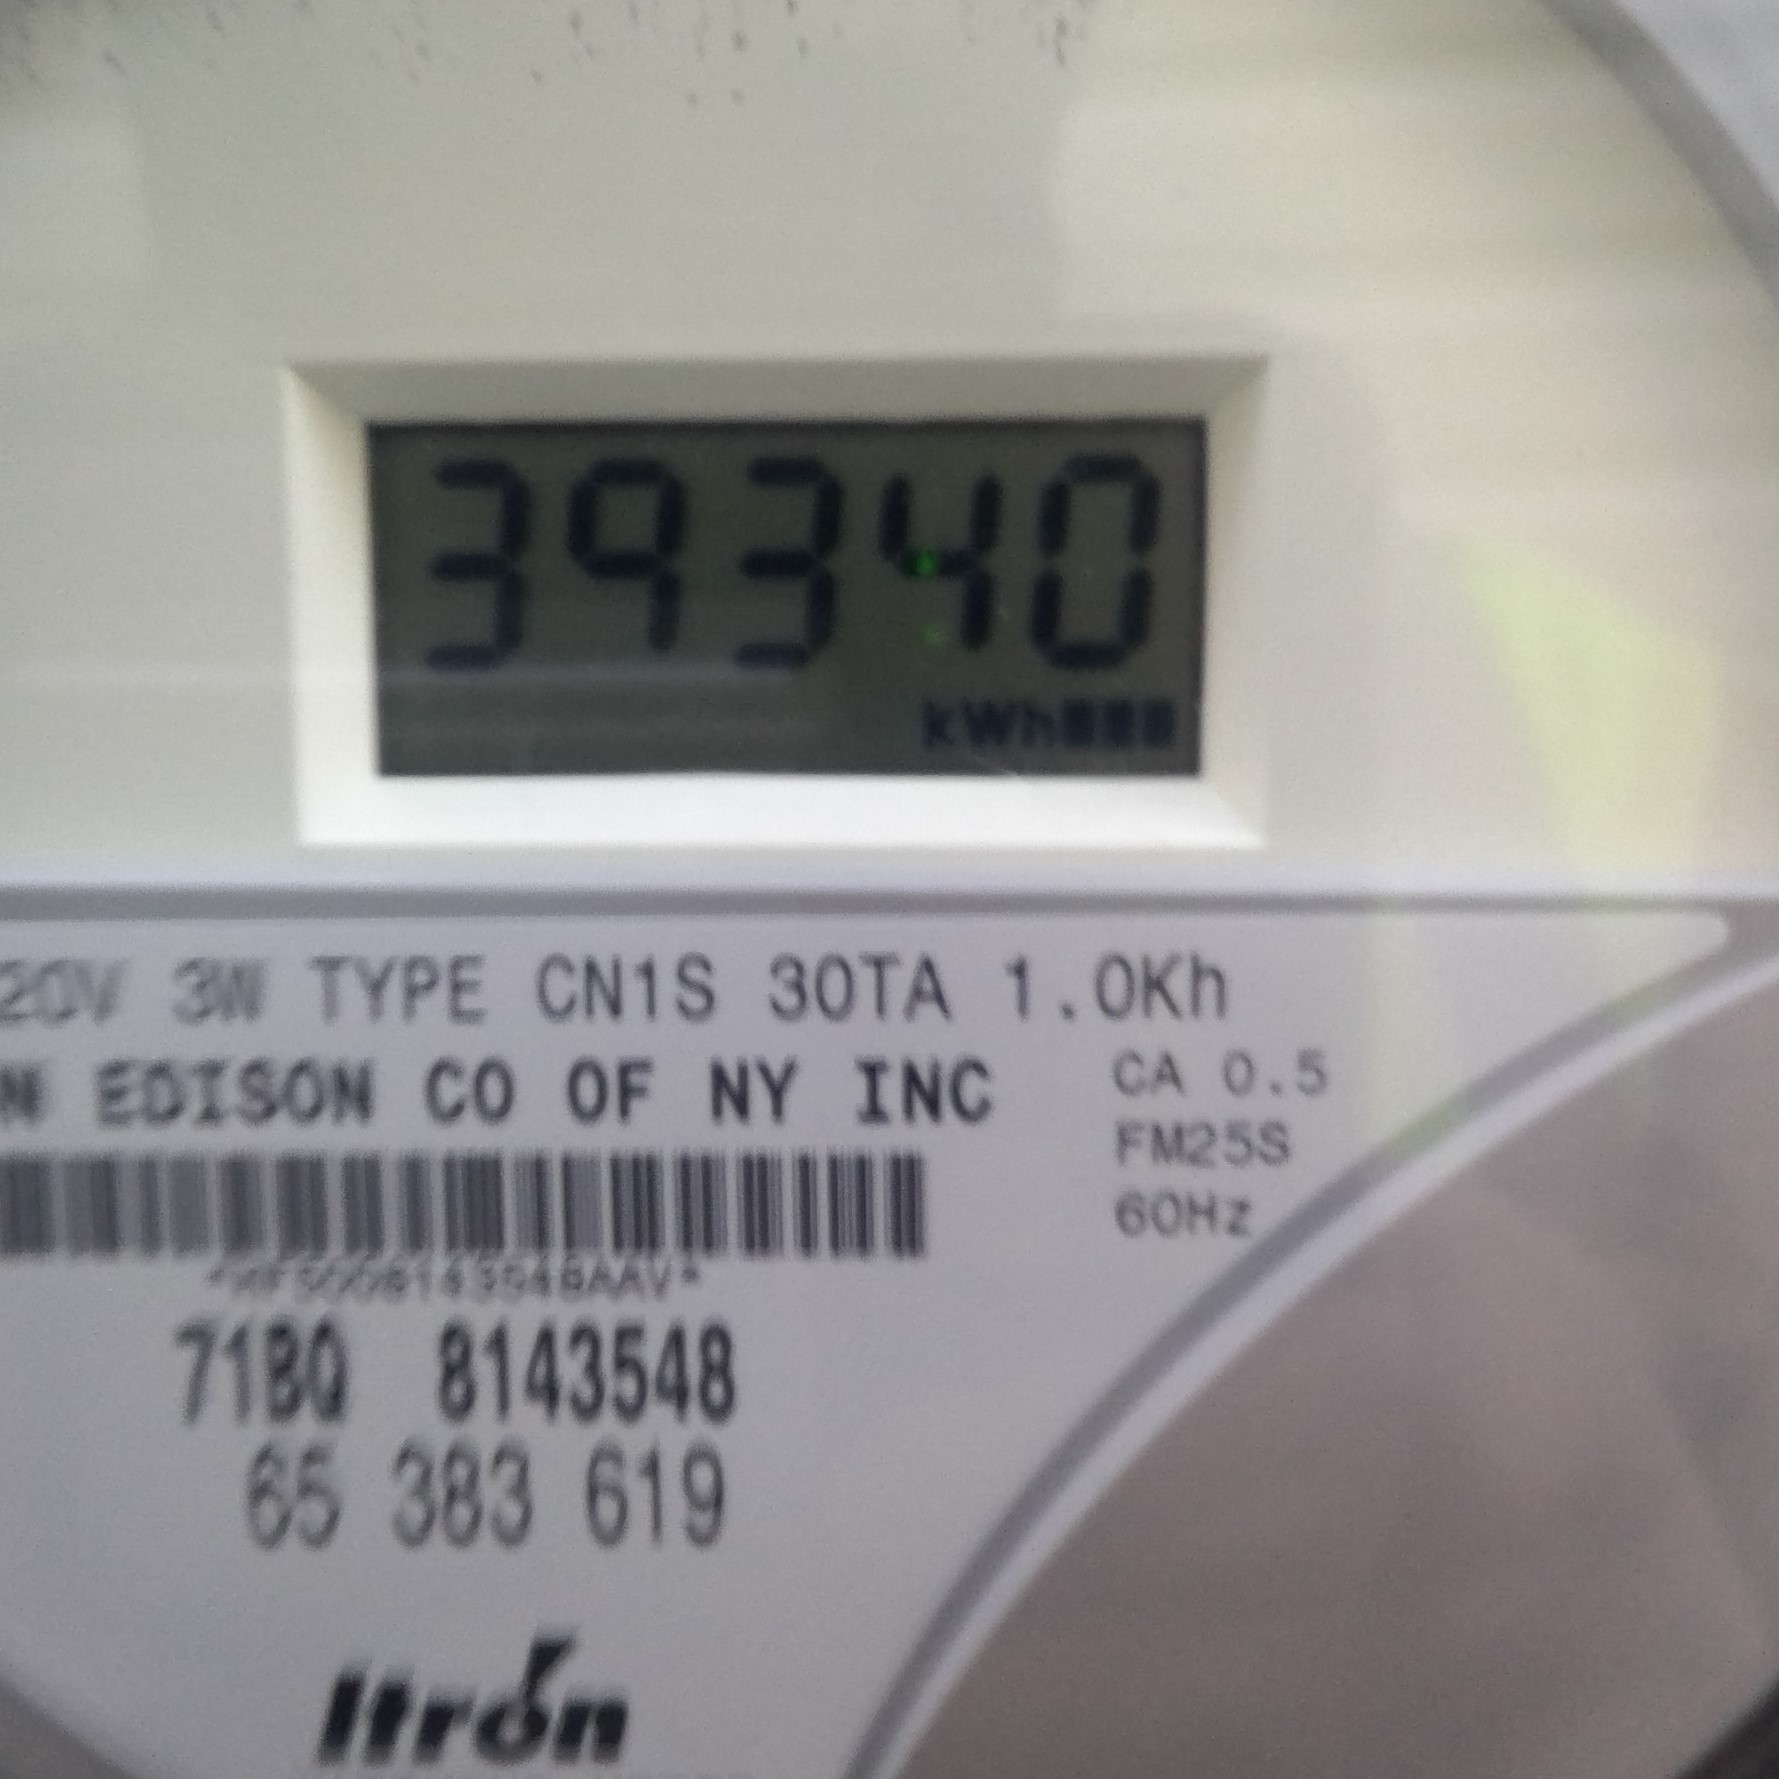 39340
kWh
20V 3W TYPE CN1S 30TA 1.0Kh
N EDISON CO OF NY INC
CA 0.5
FM25S
60Hz
71BQ 8143548
65 383 619
Itron